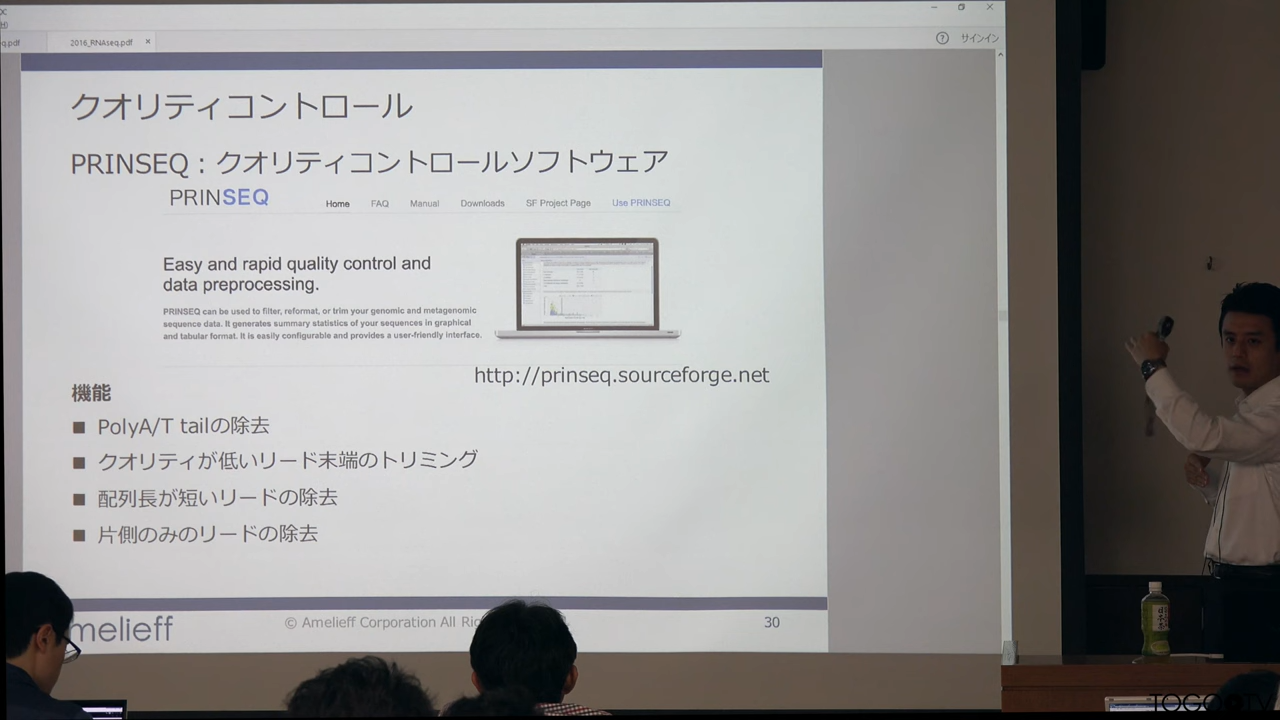 q.pdf
2016_RNAseq.pdf ×
サインイン
クオリティコントロール
PRINSEQ：クオリティコントロールソフトウェア
PRINSEQ
Home FAQ Manual Downloads SF Project Page Use PRINSEQ
Easy and rapid quality control and
data preprocessing.
PRINSEQ can be used to filter, reformat, or trim your genomic and metagenomic
sequence data. It generates summary statistics of your sequences in graphical
and tabular format. It is easily configurable and provides a user-friendly interface.
http://prinseq.sourceforge.net
機能
■ PolyA/T tailの除去
■ クオリティが低いリード末端のトリミング
■ 配列長が短いリードの除去
■ 片側のみのリードの除去
melieff
© Amelieff Corporation All Rig
30
TOGO TV